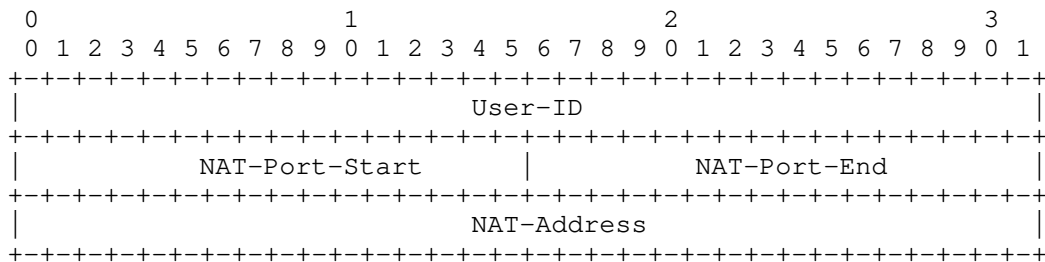 0                   1                   2                   3
 0 1 2 3 4 5 6 7 8 9 0 1 2 3 4 5 6 7 8 9 0 1 2 3 4 5 6 7 8 9 0 1
+-+-+-+-+-+-+-+-+-+-+-+-+-+-+-+-+-+-+-+-+-+-+-+-+-+-+-+-+-+-+-+-+
|                            User-ID                            |
+-+-+-+-+-+-+-+-+-+-+-+-+-+-+-+-+-+-+-+-+-+-+-+-+-+-+-+-+-+-+-+-+
|           NAT-Port-Start      |          NAT-Port-End         |
+-+-+-+-+-+-+-+-+-+-+-+-+-+-+-+-+-+-+-+-+-+-+-+-+-+-+-+-+-+-+-+-+
|                            NAT-Address                        |
+-+-+-+-+-+-+-+-+-+-+-+-+-+-+-+-+-+-+-+-+-+-+-+-+-+-+-+-+-+-+-+-+